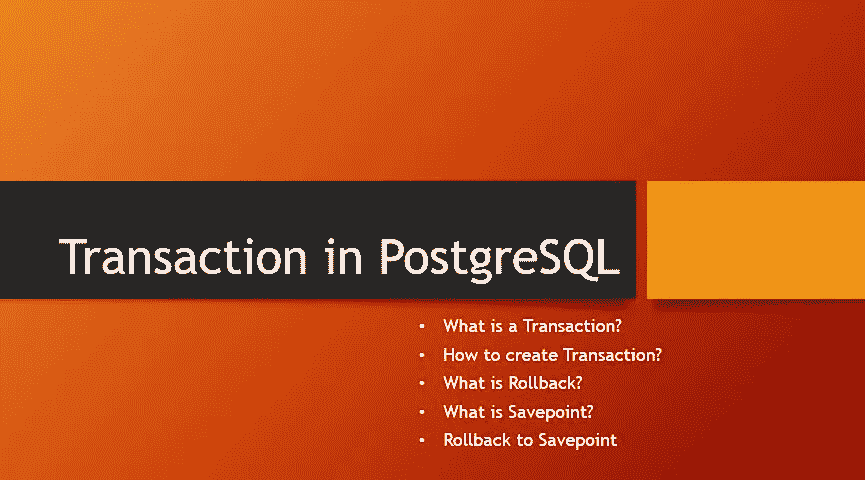 Transaction in PostgreSQL
• What is a Transaction?
• How to create Transaction?
• What is Rollback?
• What is Savepoint?
• Rollback to Savepoint